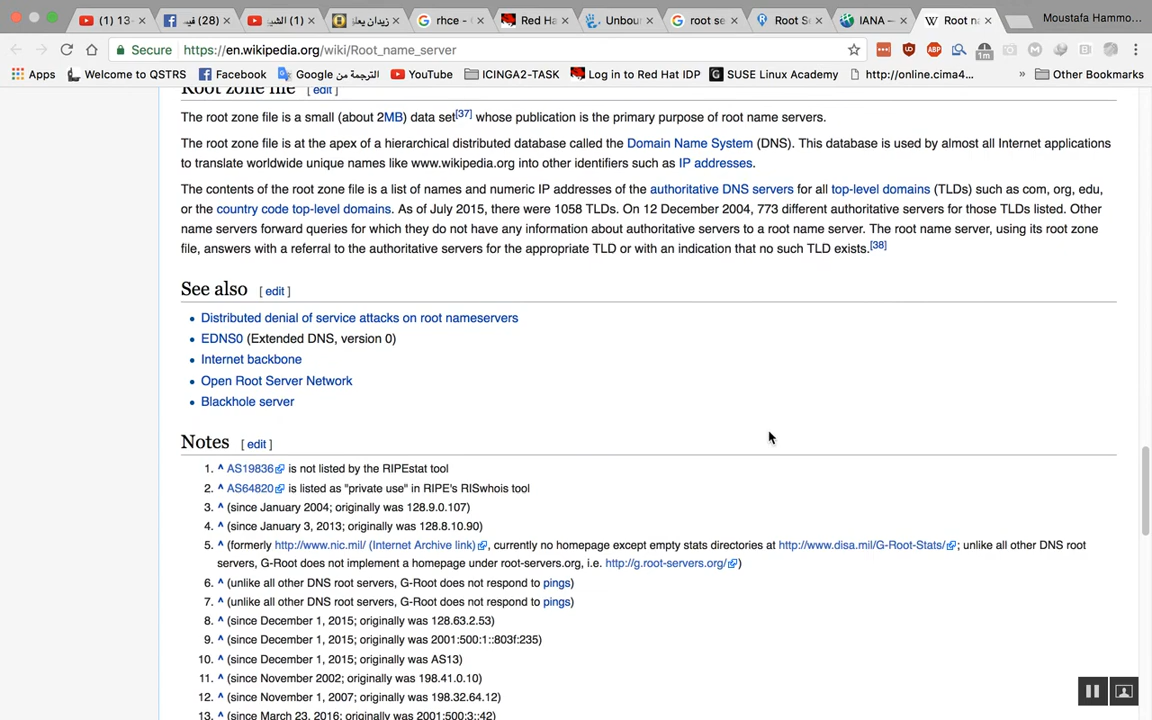 (1) 13-
(28) فيـ
(1) الشيـ
زيدان يعلق
rhce -
Red Ha
Unbour
root se
Root S
IANA —
Root na
Moustafa Hammo...
Secure https://en.wikipedia.org/wiki/Root_name_server
1m
Apps Welcome to QSTRS Facebook Google الترجمة من YouTube ICINGA2-TASK Log in to Red Hat IDP SUSE Linux Academy http://online.cima4... » Other Bookmarks
Root zone file [ edit ]
The root zone file is a small (about 2MB) data set[37] whose publication is the primary purpose of root name servers.
The root zone file is at the apex of a hierarchical distributed database called the Domain Name System (DNS). This database is used by almost all Internet applications
to translate worldwide unique names like www.wikipedia.org into other identifiers such as IP addresses.
The contents of the root zone file is a list of names and numeric IP addresses of the authoritative DNS servers for all top-level domains (TLDs) such as com, org, edu,
or the country code top-level domains. As of July 2015, there were 1058 TLDs. On 12 December 2004, 773 different authoritative servers for those TLDs listed. Other
name servers forward queries for which they do not have any information about authoritative servers to a root name server. The root name server, using its root zone
file, answers with a referral to the authoritative servers for the appropriate TLD or with an indication that no such TLD exists.[38]
See also [ edit ]
• Distributed denial of service attacks on root nameservers
• EDNS0 (Extended DNS, version 0)
• Internet backbone
• Open Root Server Network
• Blackhole server
Notes [ edit ]
1. ^ AS19836 is not listed by the RIPEstat tool
2. ^ AS64820 is listed as "private use" in RIPE's RISwhois tool
3. ^ (since January 2004; originally was 128.9.0.107)
4. ^ (since January 3, 2013; originally was 128.8.10.90)
5. ^ (formerly http://www.nic.mil/ (Internet Archive link), currently no homepage except empty stats directories at http://www.disa.mil/G-Root-Stats/; unlike all other DNS root
servers, G-Root does not implement a homepage under root-servers.org, i.e. http://g.root-servers.org/)
6. ^ (unlike all other DNS root servers, G-Root does not respond to pings)
7. ^ (unlike all other DNS root servers, G-Root does not respond to pings)
8. ^ (since December 1, 2015; originally was 128.63.2.53)
9. ^ (since December 1, 2015; originally was 2001:500:1::803f:235)
10. ^ (since December 1, 2015; originally was AS13)
11. ^ (since November 2002; originally was 198.41.0.10)
12. ^ (since November 1, 2007; originally was 198.32.64.12)
13. ^ (since March 23, 2016; originally was 2001:500:3::42)